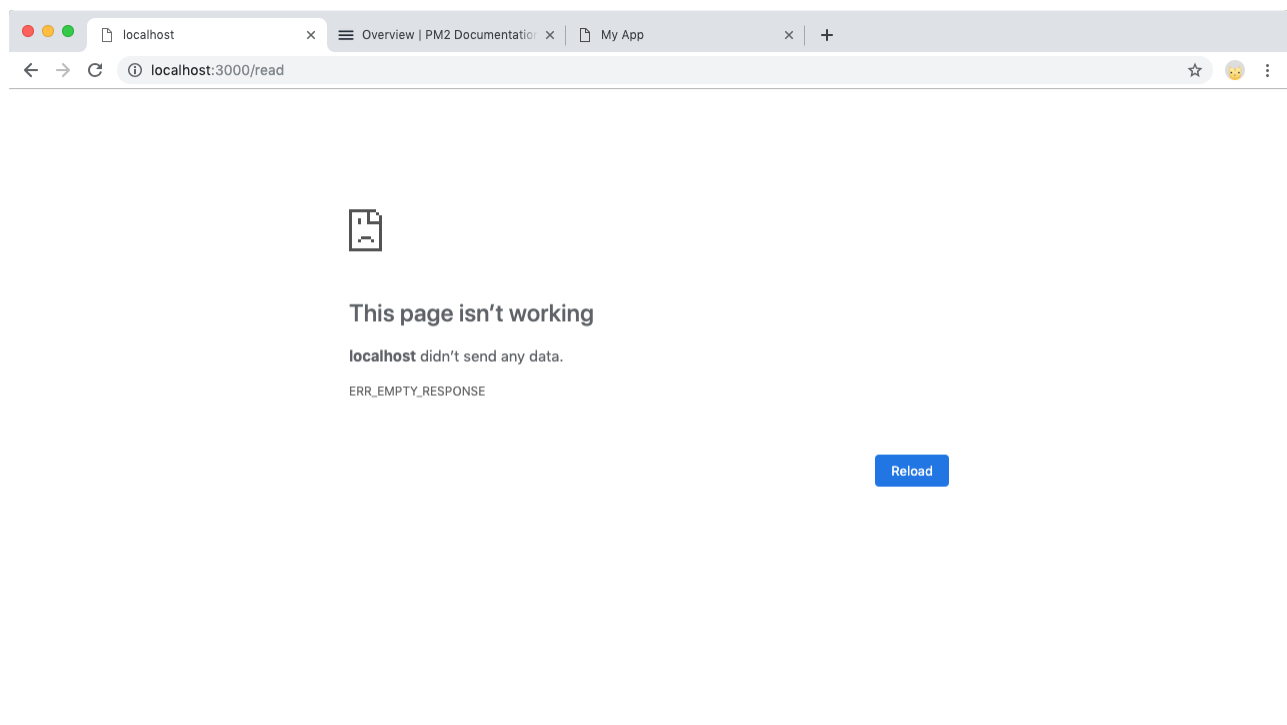 localhost
Overview | PM2 Documentation
My App
localhost:3000/read
This page isn't working
localhost didn't send any data.
ERR_EMPTY_RESPONSE
Reload